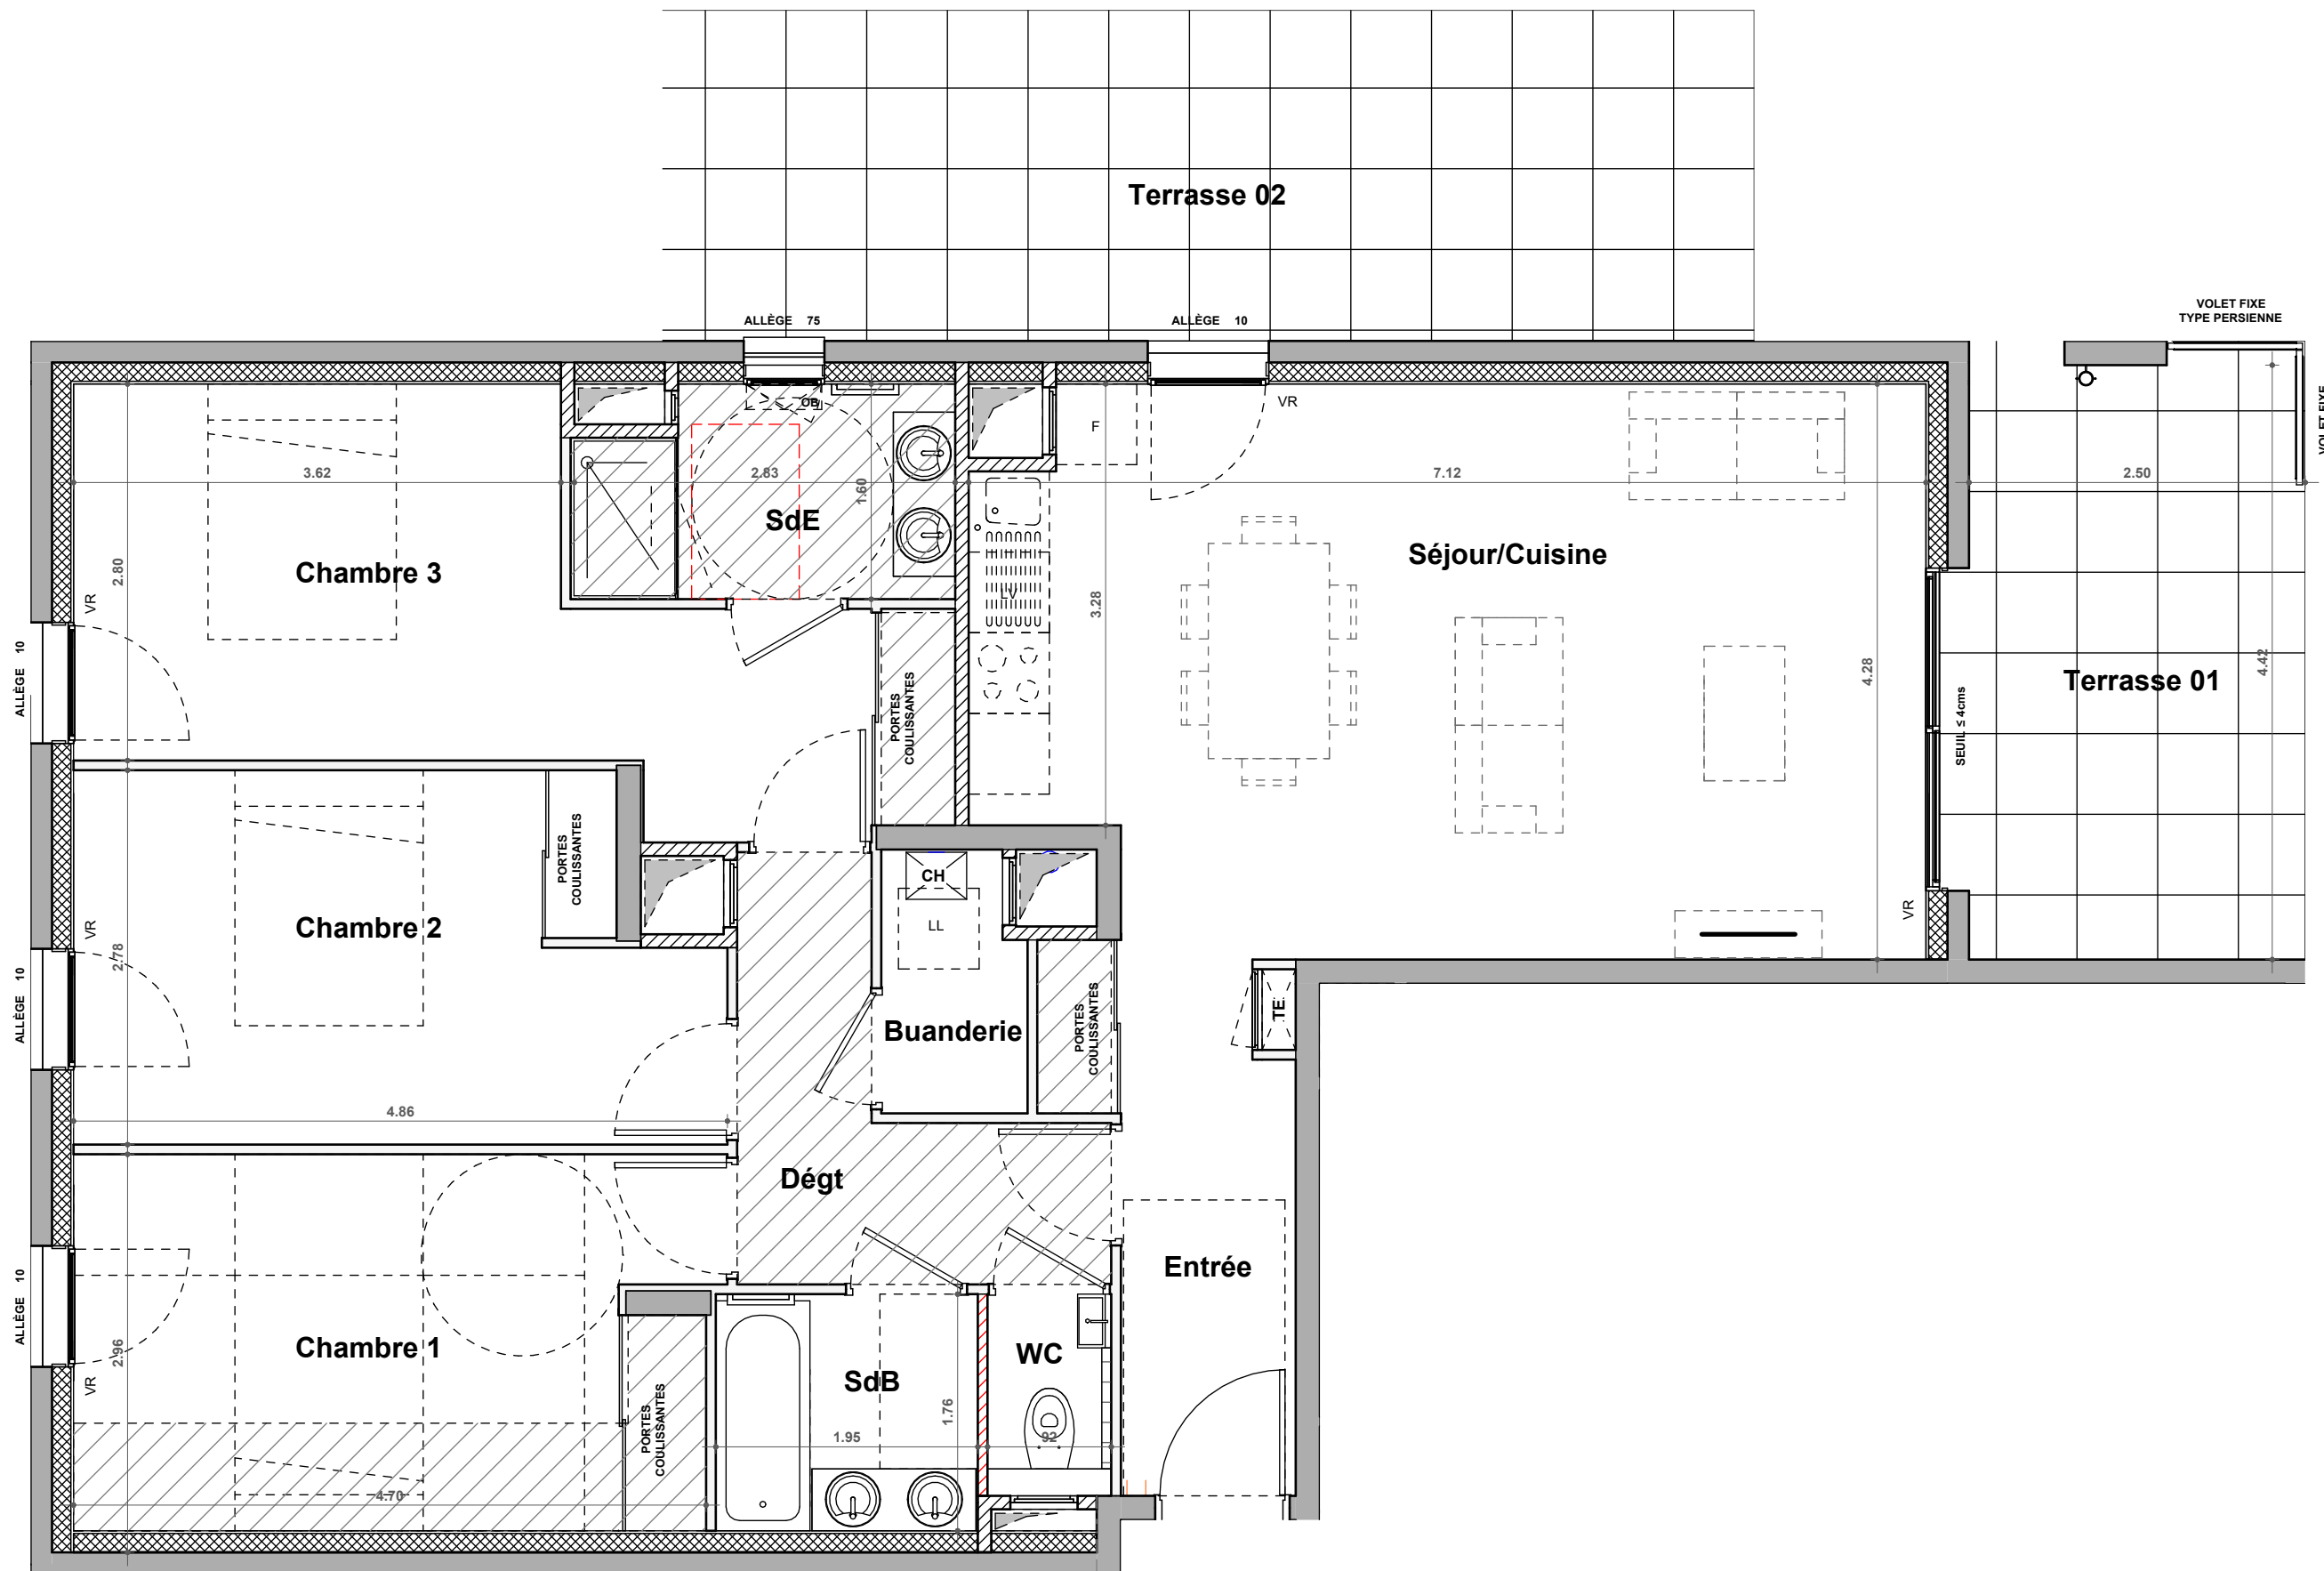 Terrasse 02
VOLET FIXE
TYPE PERSIENNE
ALLÈGE 75
ALLÈGE 10
VOLET FIXE
OB
VR
F
3.62
2.83
1.60
7.12
2.50
SdE
Séjour/Cuisine
Chambre 3
2.80
VR
LV
3.28
4.28
4.42
ALLÈGE 10
Terrasse 01
PORTES
COULISSANTES
SEUIL ≤ 4cms
PORTES
COULISSANTES
CH
LL
Chambre 2
VR
VR
2.78
ALLÈGE 10
TE
Buanderie
PORTES
COULISSANTES
4.86
Dégt
Entrée
ALLÈGE 10
Chambre 1
2.96
VR
WC
SdB
PORTES
COULISSANTES
1.76
1.95
92
4.70